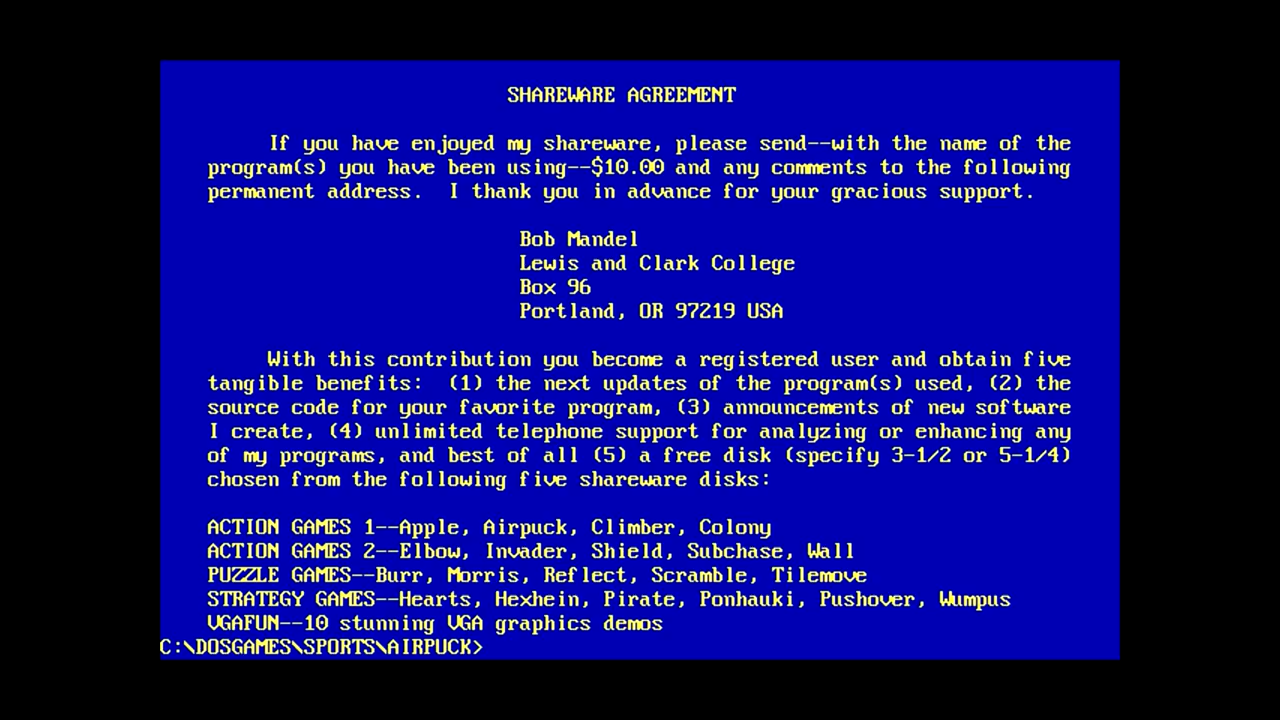 SHAREWARE AGREEMENT
If you have enjoyed my shareware, please send--with the name of the
program(s) you have been using--$10.00 and any comments to the following
permanent address.  I thank you in advance for your gracious support.
Bob Mandel
Lewis and Clark College
Box 96
Portland, OR 97219 USA
With this contribution you become a registered user and obtain five
tangible benefits:  (1) the next updates of the program(s) used, (2) the
source code for your favorite program, (3) announcements of new software
I create, (4) unlimited telephone support for analyzing or enhancing any
of my programs, and best of all (5) a free disk (specify 3-1/2 or 5-1/4)
chosen from the following five shareware disks:
ACTION GAMES 1--Apple, Airpuck, Climber, Colony
ACTION GAMES 2--Elbow, Invader, Shield, Subchase, Wall
PUZZLE GAMES--Burr, Morris, Reflect, Scramble, Tilemove
STRATEGY GAMES--Hearts, Hexhein, Pirate, Ponhauki, Pushover, Wumpus
VGAFUN--10 stunning VGA graphics demos
C:\DOSGAMES\SPORTS\AIRPUCK>